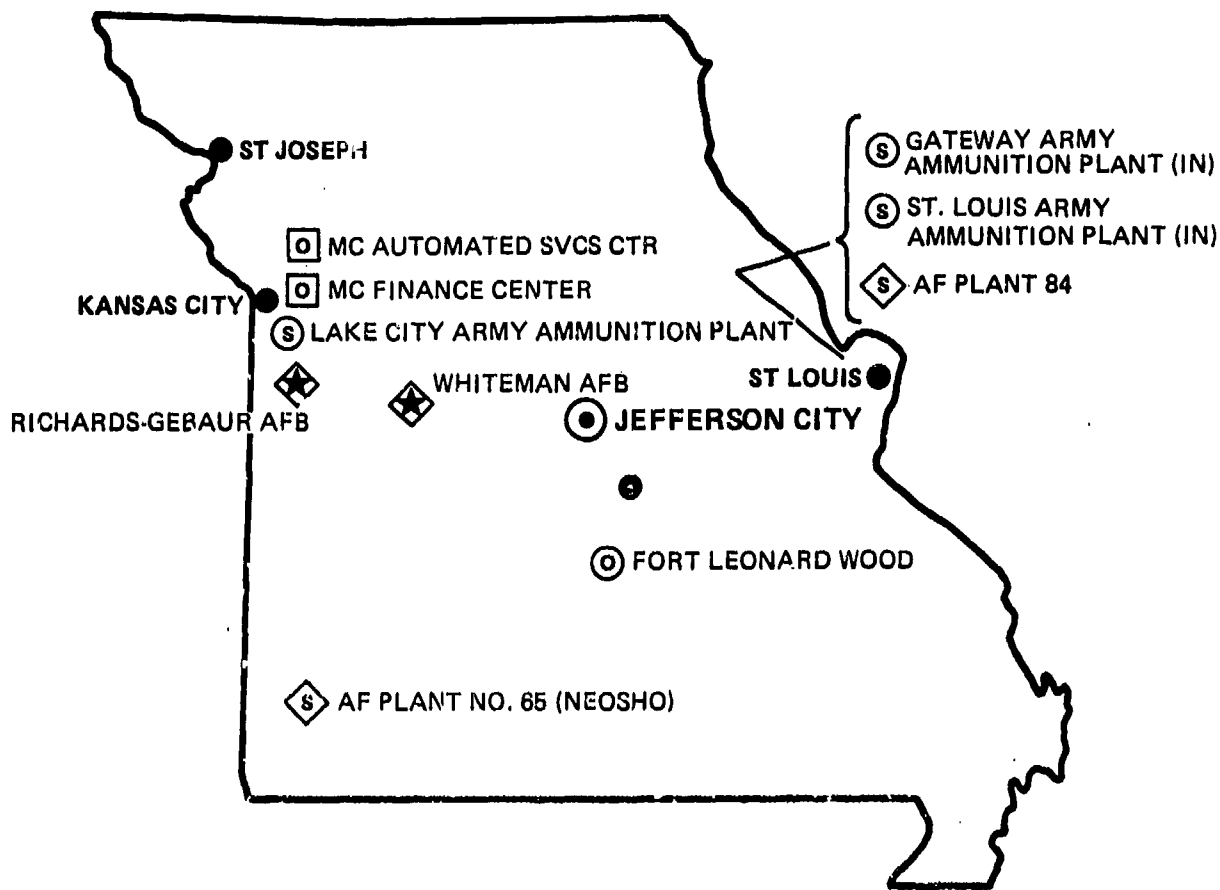 ST JOSEPH
S GATEWAY ARMY
AMMUNITION PLANT (IN)
S ST. LOUIS ARMY
AMMUNITION PLANT (IN)
S AF PLANT 84
O MC AUTOMATED SVCS CTR
O MC FINANCE CENTER
KANSAS CITY
S LAKE CITY ARMY AMMUNITION PLANT
WHITEMAN AFB
RICHARDS-GEBAUR AFB
ST LOUIS
JEFFERSON CITY
O FORT LEONARD WOOD
S AF PLANT NO. 65 (NEOSHO)